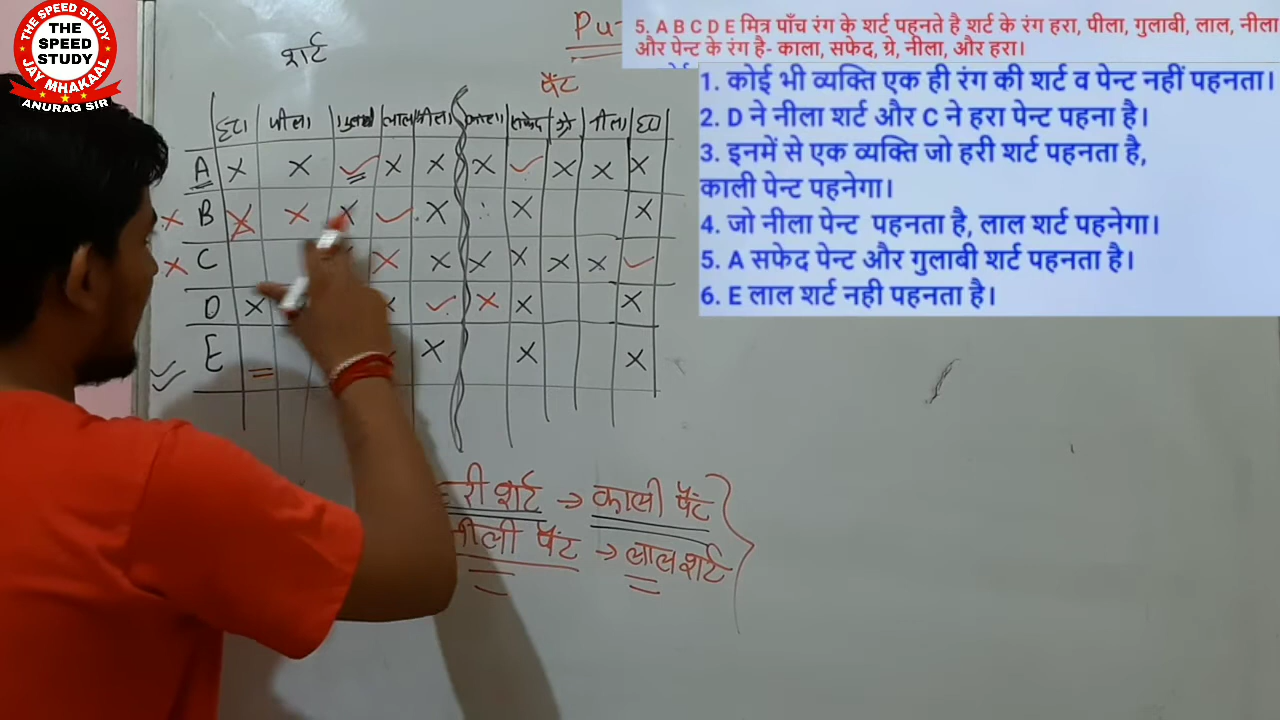 THE SPEED STUDY
THE
SPEED
STUDY
JAY MHAKAAL
ANURAG SIR
Pu-
5. A B C D E मित्र पाँच रंग के शर्ट पहनते है शर्ट के रंग हरा, पीला, गुलाबी, लाल, नीला
और पेन्ट के रंग है- काला, सफेद, ग्रे, नीला, और हरा।
1. कोई भी व्यक्ति एक ही रंग की शर्ट व पेन्ट नहीं पहनता।
2. D ने नीला शर्ट और C ने हरा पेन्ट पहना है।
3. इनमें से एक व्यक्ति जो हरी शर्ट पहनता है,
काली पेन्ट पहनेगा।
4. जो नीला पेन्ट पहनता है, लाल शर्ट पहनेगा।
5. A सफेद पेन्ट और गुलाबी शर्ट पहनता है।
6. E लाल शर्ट नही पहनता है।
शर्ट
पैंट
हरा पीला गुलाबी लाल नीला काला सफेद ग्रे नीला हरा
A X X ✓ X X X ✓ X X X
B X X X ✓ X X X
C X X X X X X ✓
D X X ✓ X X X
E X X X
री शर्ट → काली पैंट
नीली पैंट → लाल शर्ट